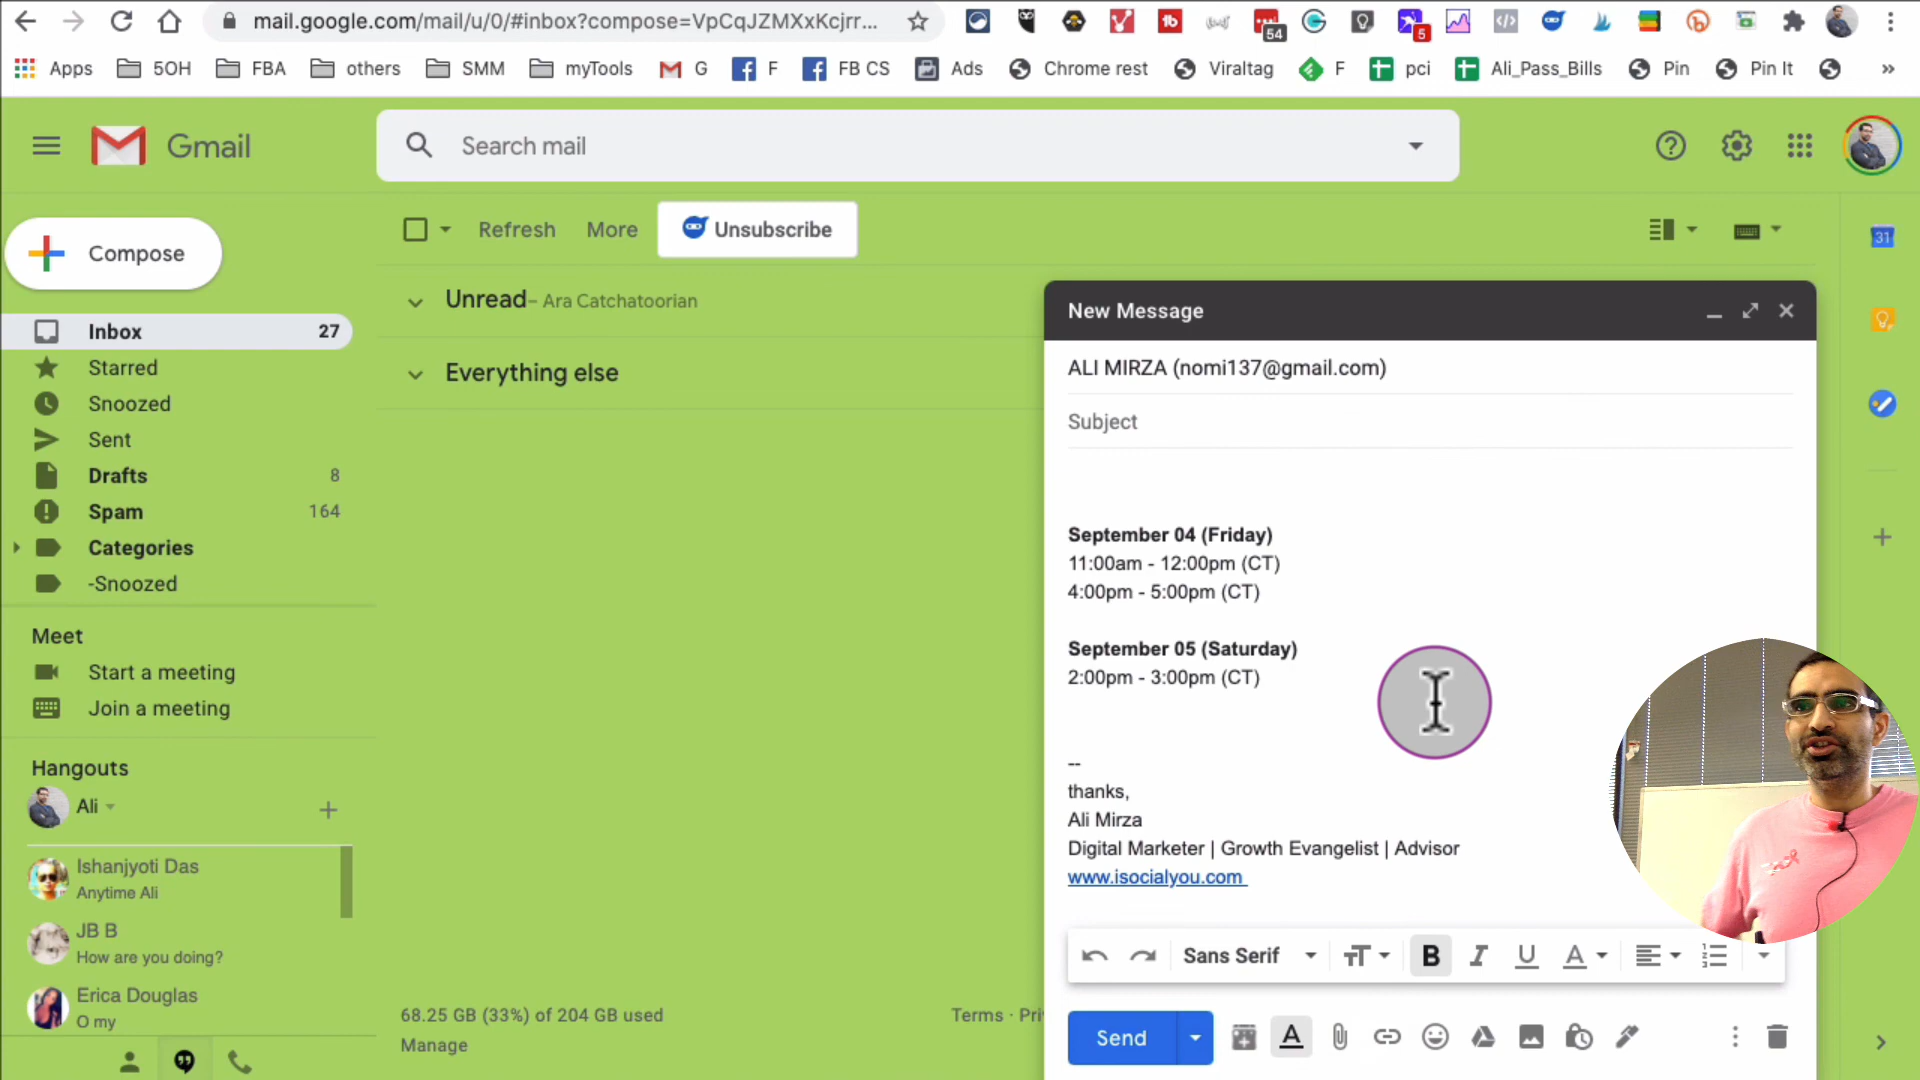 mail.google.com/mail/u/0/#inbox?compose=VpCqJZMXxKcjrr...
54
5
Apps
5OH
FBA
others
SMM
myTools
G
F
FB CS
Ads
Chrome rest
Viraltag
F
pci
Ali_Pass_Bills
Pin
Pin It
»
Gmail
Search mail
Compose
Refresh
More
Unsubscribe
31
Unread– Ara Catchatoorian
Everything else
Inbox 27
Starred
Snoozed
Sent
Drafts 8
Spam 164
Categories
-Snoozed
Meet
Start a meeting
Join a meeting
Hangouts
Ali
Ishanjyoti Das
Anytime Ali
JB B
How are you doing?
Erica Douglas
O my
68.25 GB (33%) of 204 GB used
Manage
Terms · Pri
New Message
ALI MIRZA (nomi137@gmail.com)
Subject
September 04 (Friday)
11:00am - 12:00pm (CT)
4:00pm - 5:00pm (CT)
September 05 (Saturday)
2:00pm - 3:00pm (CT)
--
thanks,
Ali Mirza
Digital Marketer | Growth Evangelist | Advisor
www.isocialyou.com
Sans Serif
B
I
U
A
Send
A